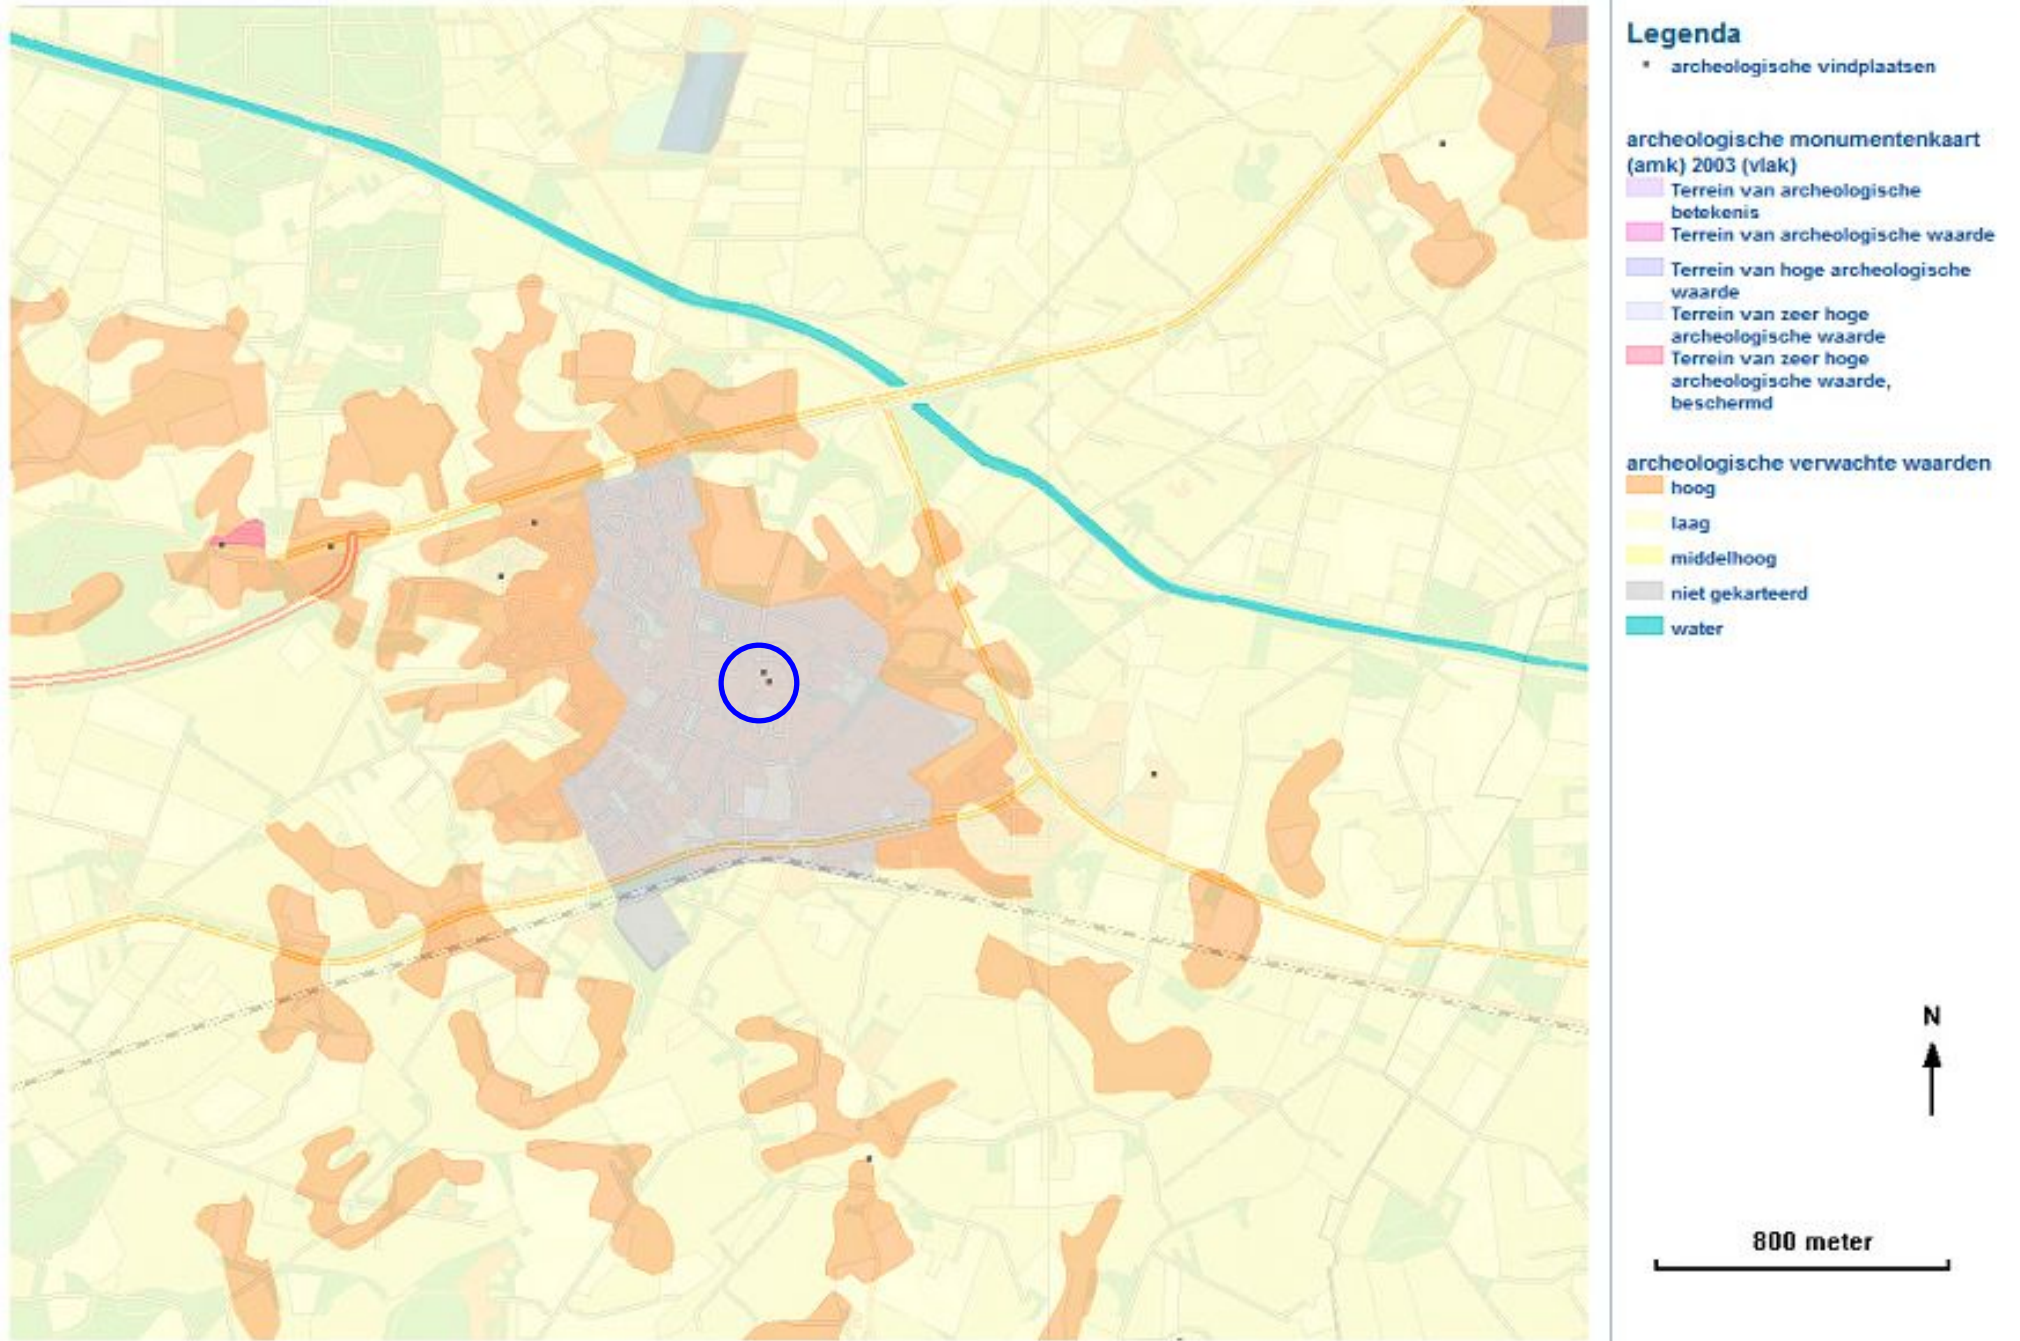 Legenda
archeologische vindplaatsen
archeologische monumentenkaart
(amk) 2003 (vlak)
Terrein van archeologische
betekenis
Terrein van archeologische waarde
Terrein van hoge archeologische
waarde
Terrein van zeer hoge
archeologische waarde
Terrein van zeer hoge
archeologische waarde,
beschermd
archeologische verwachte waarden
hoog
laag
middelhoog
niet gekarteerd
water
N
800 meter